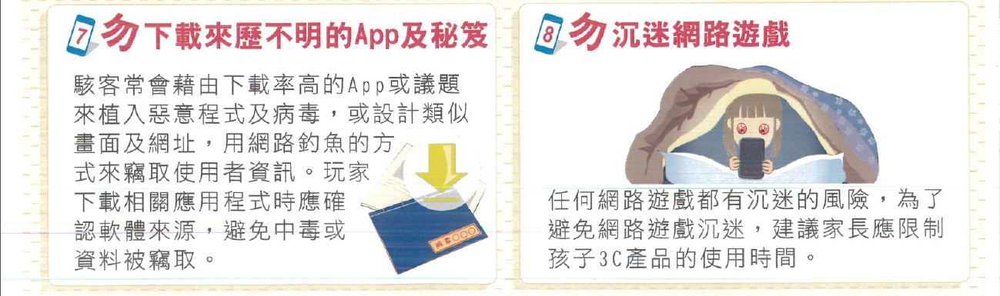 7 勿下載來歷不明的App及秘笈
駭客常會藉由下載率高的App或議題
來植入惡意程式及病毒，或設計類似
畫面及網址，用網路釣魚的方
式來竊取使用者資訊。玩家
下載相關應用程式時應確
認軟體來源，避免中毒或
資料被竊取。
8 勿沉迷網路遊戲
任何網路遊戲都有沉迷的風險，為了
避免網路遊戲沉迷，建議家長應限制
孩子3C產品的使用時間。